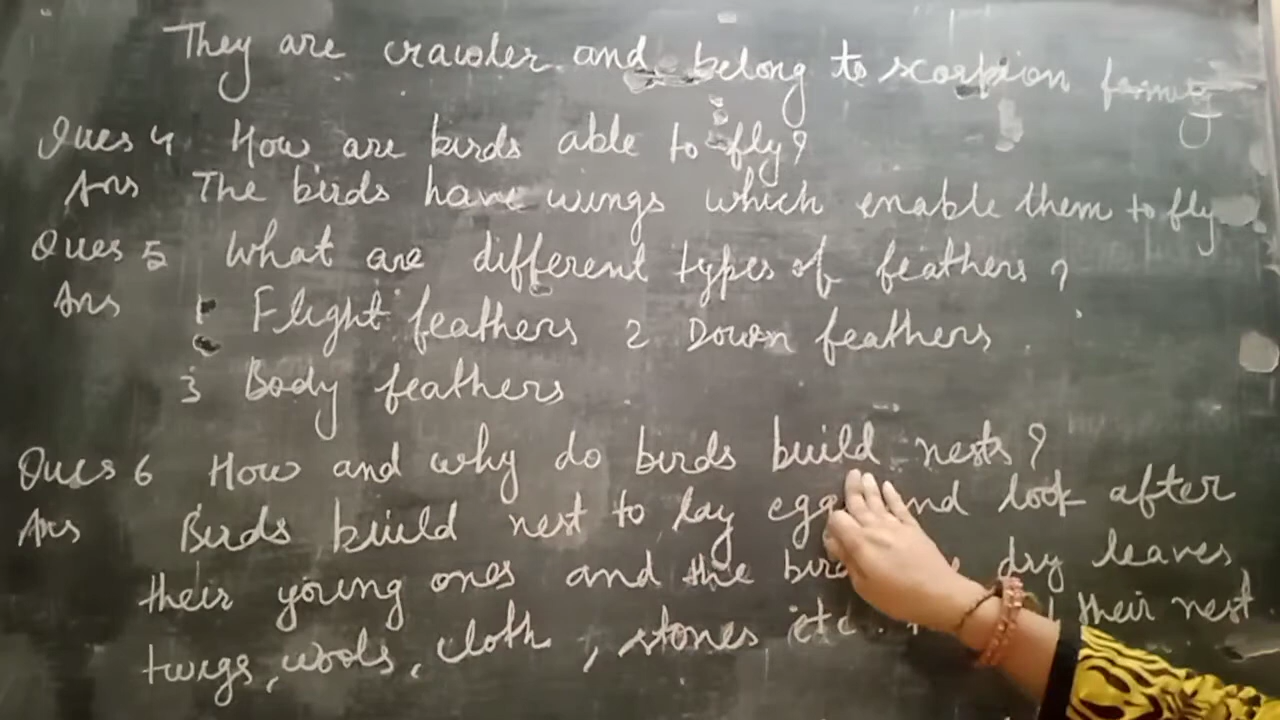 They are crawler and belong to scorpion family
Ques 4 How are birds able to fly?
Ans The birds have wings which enable them to fly
Ques 5 What are different types of feathers?
Ans 1 Flight feathers 2 Down feathers
3 Body feathers
Ques 6 How and why do birds build nests?
Ans Birds build nest to lay egg and look after
their young ones and the dry leaves,
twigs, wools, cloth, stones etc. their nest